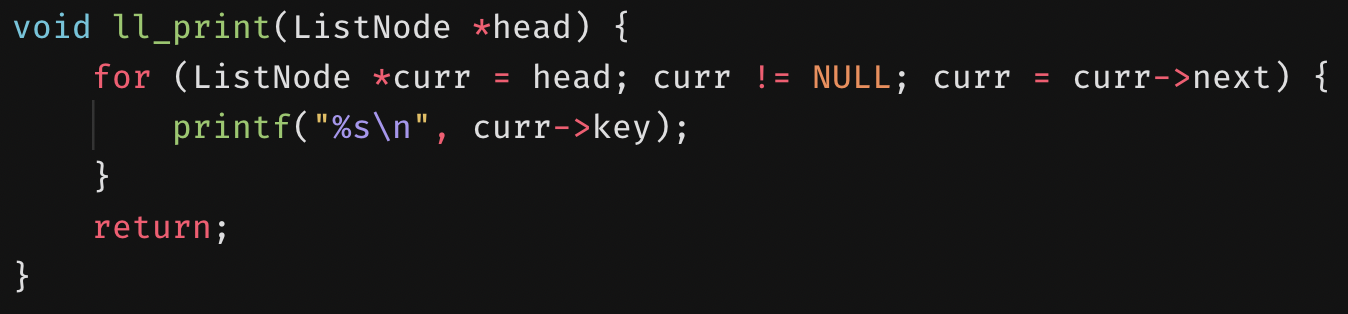 void ll_print(ListNode *head) {
    for (ListNode *curr = head; curr != NULL; curr = curr->next) {
        printf("%s\n", curr->key);
    }
    return;
}